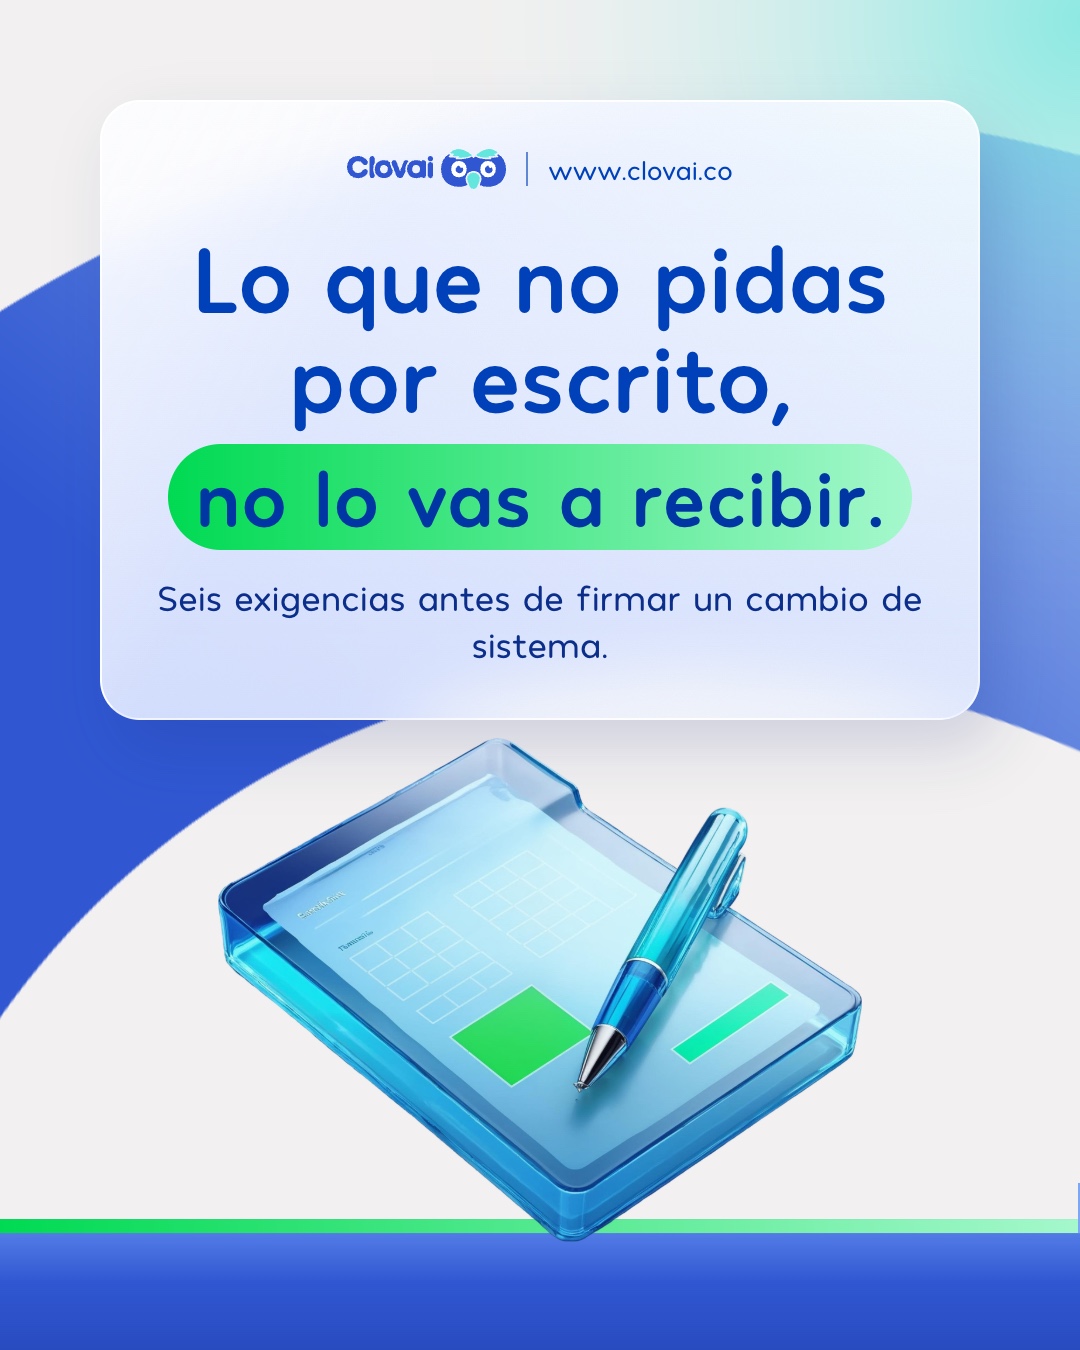 Clovai | www.clovai.co
Lo que no pidas
por escrito,
no lo vas a recibir.
Seis exigencias antes de firmar un cambio de
sistema.